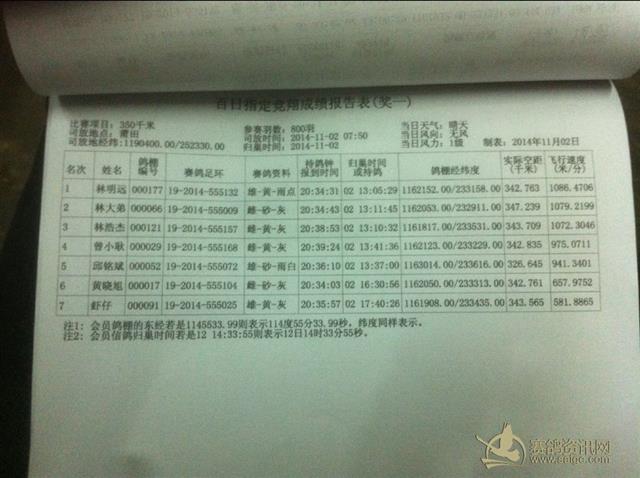 百日指定竞翔成绩报告表(奖一)
比赛项目: 350千米 参赛羽数: 800羽 当日天气: 晴天
司放地点: 莆田 司放时间: 2014-11-02 07:50 当日风向: 无风
司放地经纬: 1190400.00/252330.00 归巢时间: 2014-11-02 当日风力: 1级 制表: 2014年11月02日
名次 姓名 鸽棚编号 赛鸽足环 赛鸽资料 持鸽钟报到时间 归巢时间或持鸽 鸽棚经纬度 实际空距(千米) 飞行速度(米/分)
1 林明远 000177 19-2014-555132 雄-黄-雨点 20:34:31 02 13:05:29 1162152.00/233158.00 342.763 1086.4706
2 林大弟 000066 19-2014-555009 雌-砂-灰 20:34:43 02 13:11:45 1162053.00/232911.00 347.239 1079.2199
3 林浩杰 000121 19-2014-555157 雌-黄-灰 20:38:53 02 13:10:32 1161817.00/233531.00 343.709 1072.3046
4 曾小耿 000029 19-2014-555168 雌-黄-灰 20:39:24 02 13:41:36 1162123.00/233229.00 342.835 975.0711
5 邱铭斌 000052 19-2014-555072 雄-砂-雨白 20:36:10 02 13:37:00 1163014.00/233616.00 326.645 941.3401
6 黄晓旭 000017 19-2014-555104 雌-黄-灰 20:34:03 02 16:30:56 1162050.00/233313.00 342.761 657.9752
7 虾仔 000091 19-2014-555025 雄-黄-灰 20:35:57 02 17:40:26 1161908.00/233435.00 343.565 581.8865
注1: 会员鸽棚的东经若是1145533.99则表示114度55分33.99秒, 纬度同样表示。
注2: 会员信鸽归巢时间若是12 14:33:55则表示12日14时33分55秒。
赛鸽资讯网
www.chigc.com